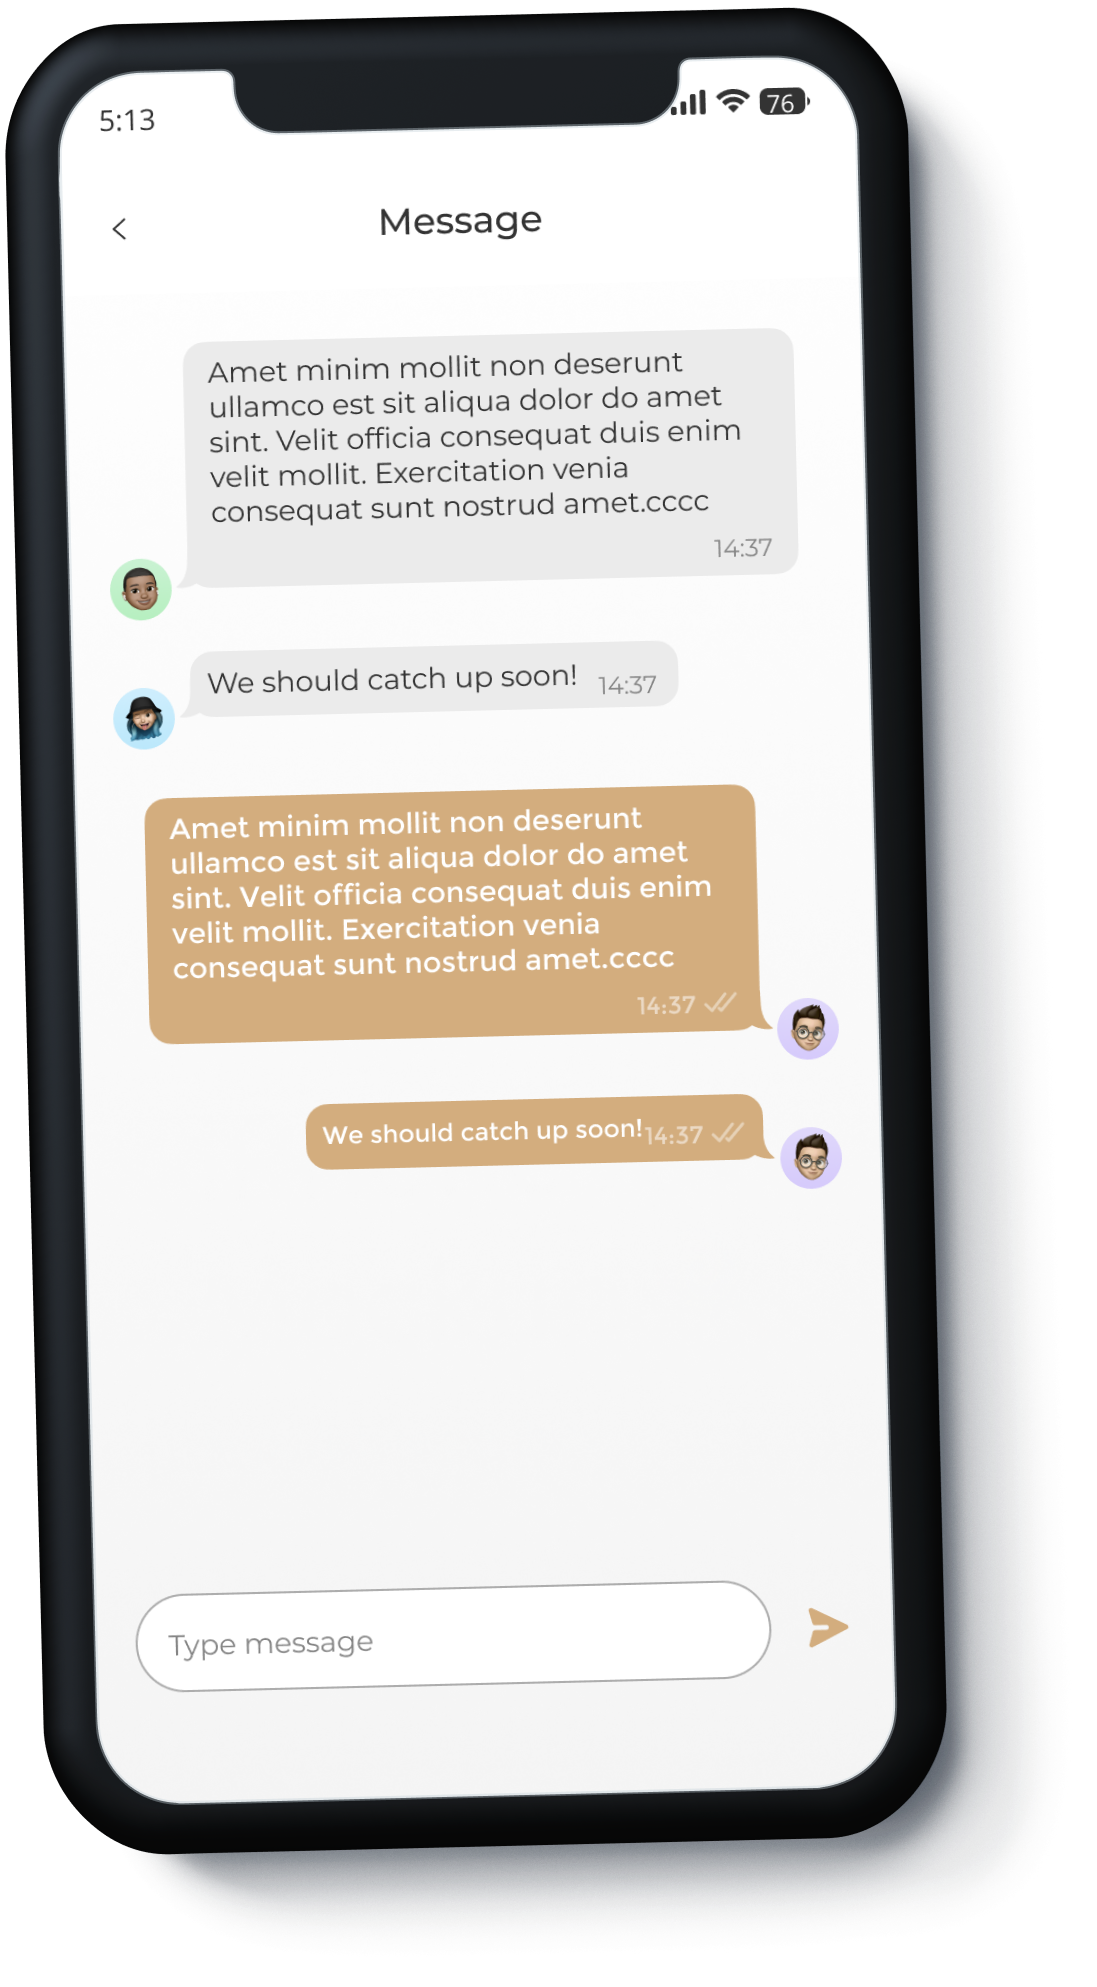 5:13
76
Message
Amet minim mollit non deserunt
ullamco est sit aliqua dolor do amet
sint. Velit officia consequat duis enim
velit mollit. Exercitation venia
consequat sunt nostrud amet.cccc
14:37
We should catch up soon! 14:37
Amet minim mollit non deserunt
ullamco est sit aliqua dolor do amet
sint. Velit officia consequat duis enim
velit mollit. Exercitation venia
consequat sunt nostrud amet.cccc
14:37
We should catch up soon! 14:37
Type message